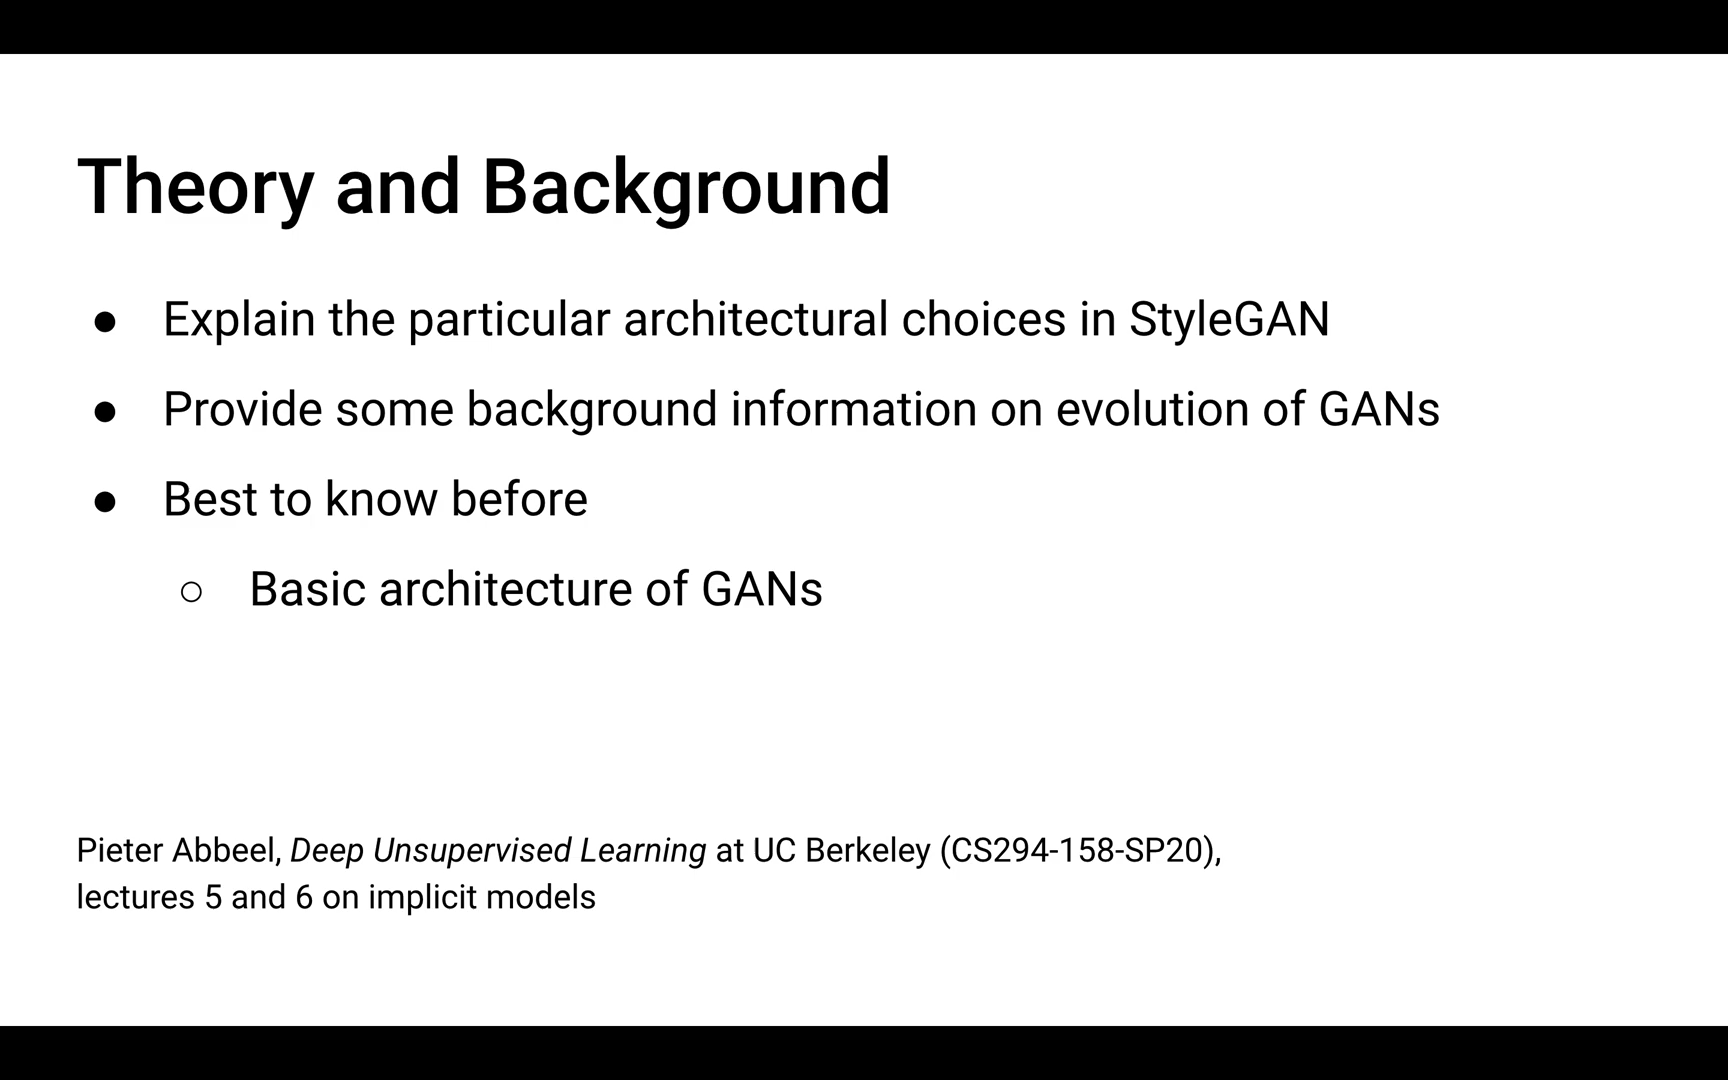 Theory and Background
● Explain the particular architectural choices in StyleGAN
● Provide some background information on evolution of GANs
● Best to know before
○ Basic architecture of GANs
Pieter Abbeel, Deep Unsupervised Learning at UC Berkeley (CS294-158-SP20),
lectures 5 and 6 on implicit models